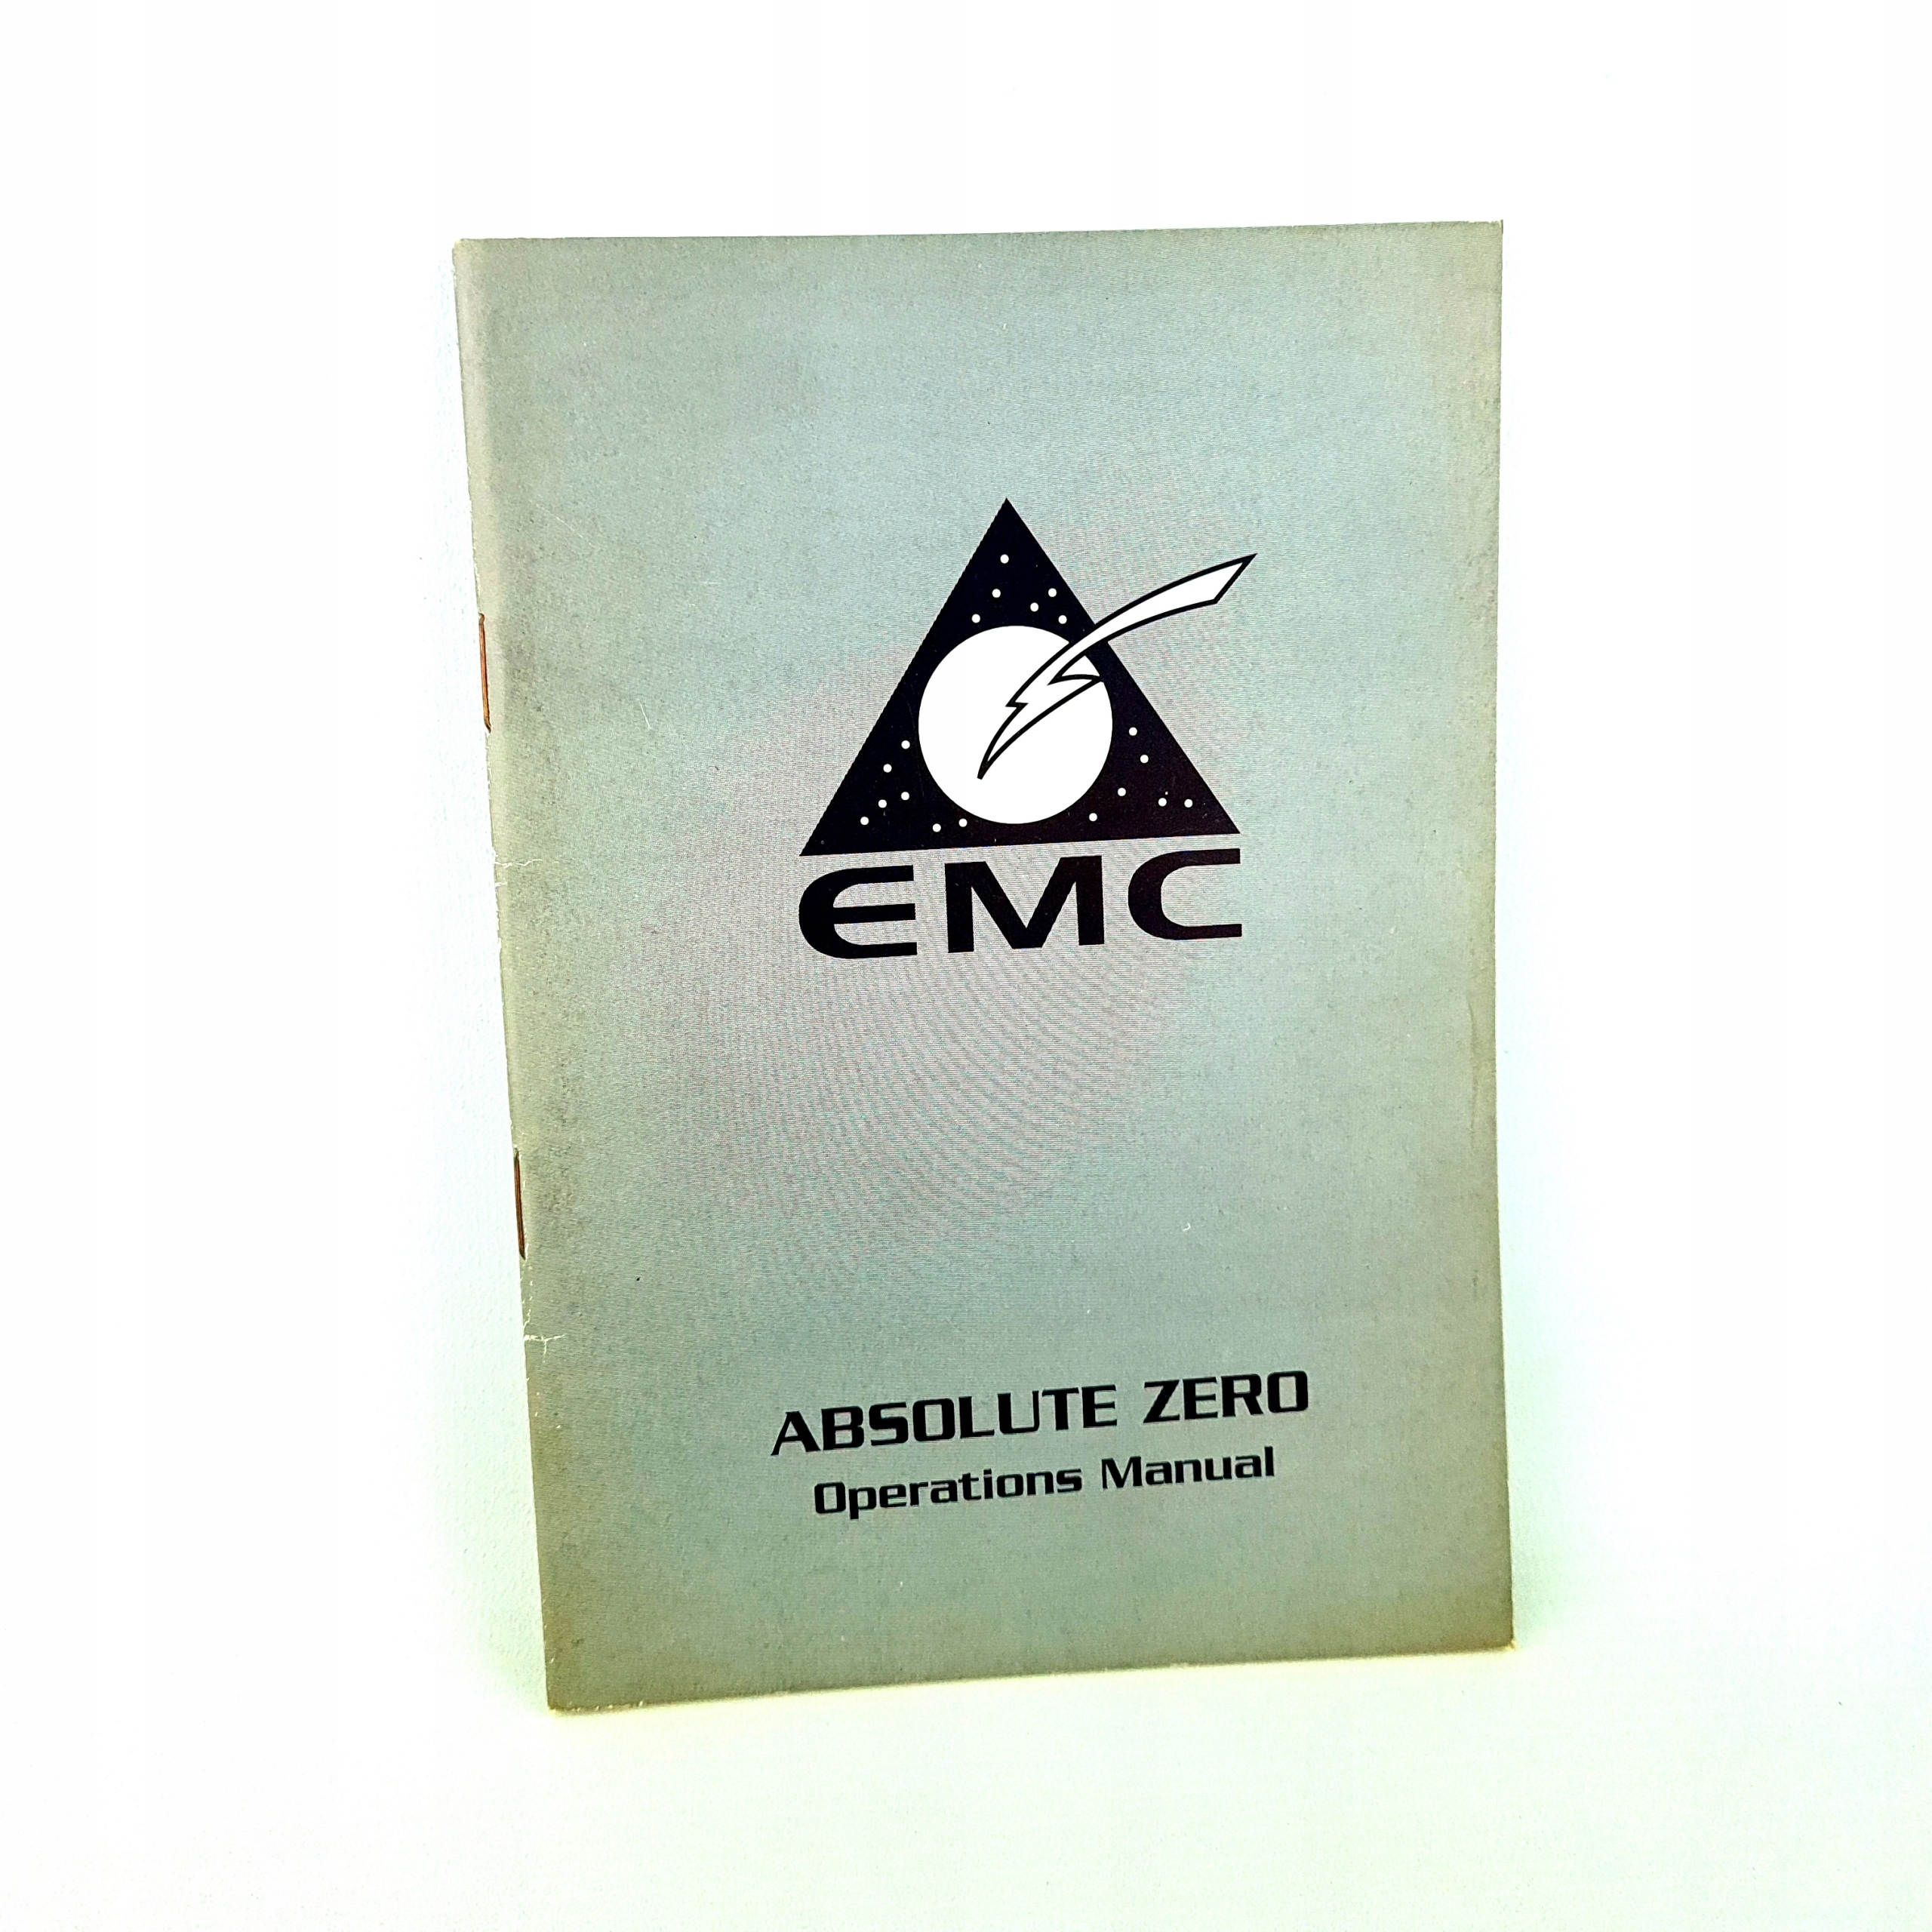 EMC
ABSOLUTE ZERO
Operations Manual